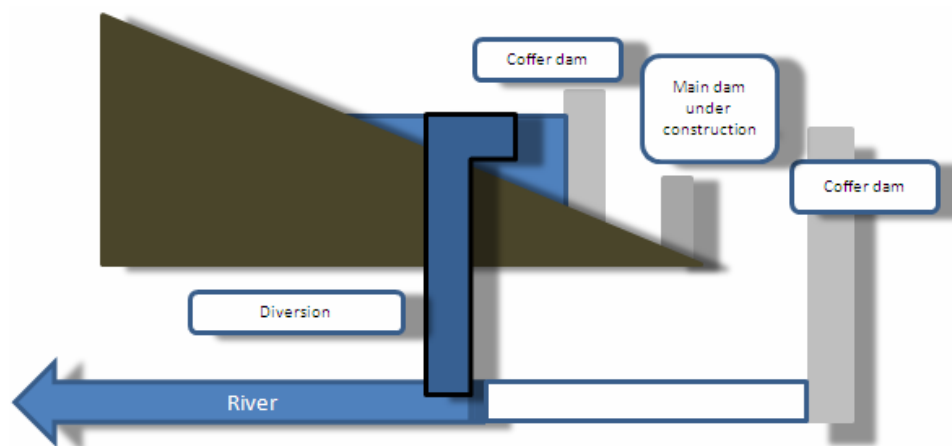 Coffer dam
Main dam
under
construction
Coffer dam
Diversion
River